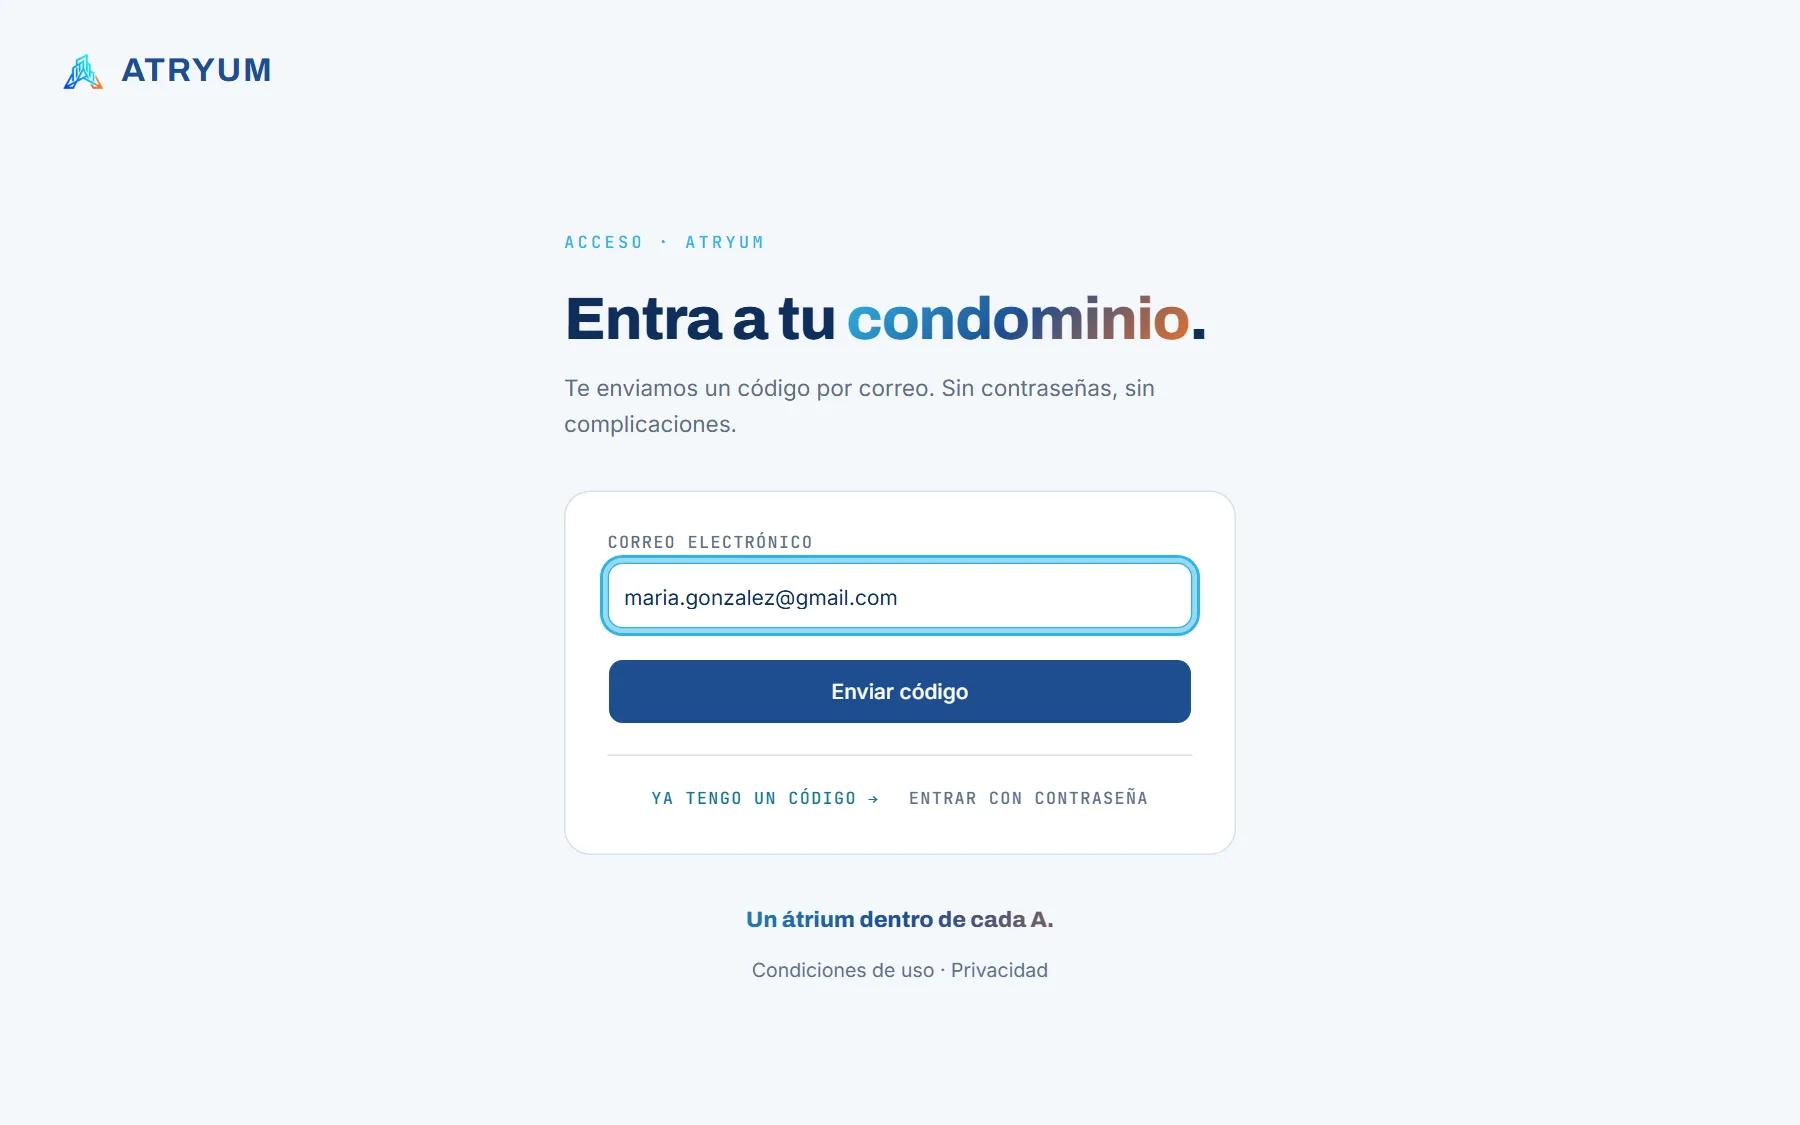 ATRYUM
ACCESO · ATRYUM
Entra a tu condominio.
Te enviamos un código por correo. Sin contraseñas, sin
complicaciones.
CORREO ELECTRÓNICO
maria.gonzalez@gmail.com
Enviar código
YA TENGO UN CÓDIGO → ENTRAR CON CONTRASEÑA
Un átrium dentro de cada A.
Condiciones de uso · Privacidad